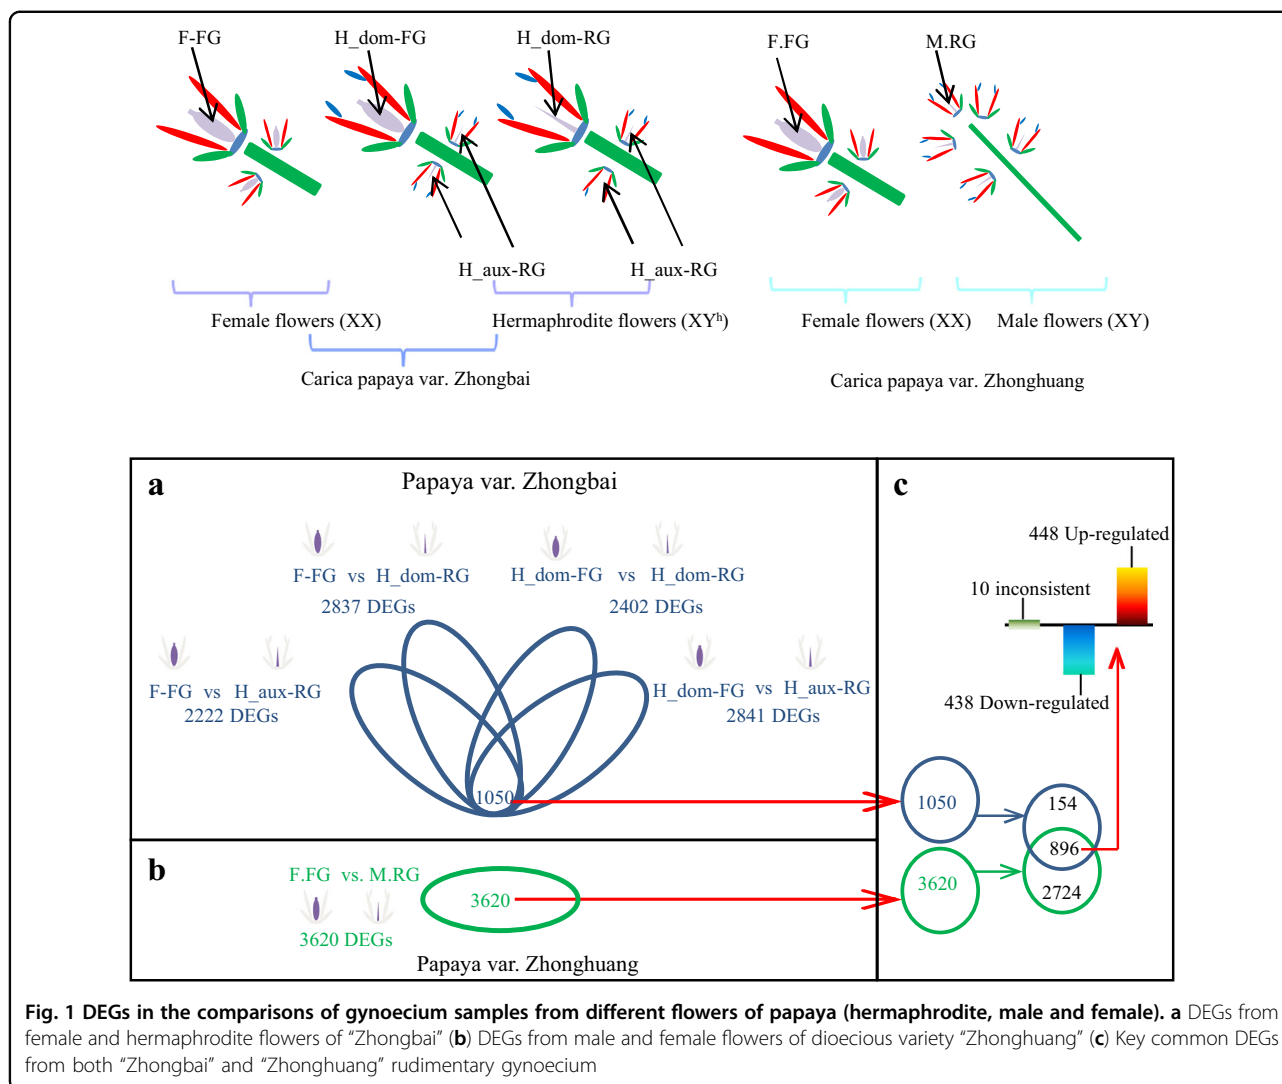 F-FG
H_dom-FG
H_dom-RG
F.FG
M.RG
H_aux-RG
H_aux-RG
Female flowers (XX)
Hermaphrodite flowers (XYʰ)
Female flowers (XX)
Male flowers (XY)
Carica papaya var. Zhongbai
Carica papaya var. Zhonghuang
a
Papaya var. Zhongbai
F-FG vs H_dom-RG
2837 DEGs
H_dom-FG vs H_dom-RG
2402 DEGs
F-FG vs H_aux-RG
2222 DEGs
H_dom-FG vs H_aux-RG
2841 DEGs
1050
b
F.FG vs. M.RG
3620 DEGs
3620
Papaya var. Zhonghuang
c
448 Up-regulated
10 inconsistent
438 Down-regulated
1050
154
896
3620
2724
Fig. 1 DEGs in the comparisons of gynoecium samples from different flowers of papaya (hermaphrodite, male and female). a DEGs from
female and hermaphrodite flowers of “Zhongbai” (b) DEGs from male and female flowers of dioecious variety “Zhonghuang” (c) Key common DEGs
from both “Zhongbai” and “Zhonghuang” rudimentary gynoecium